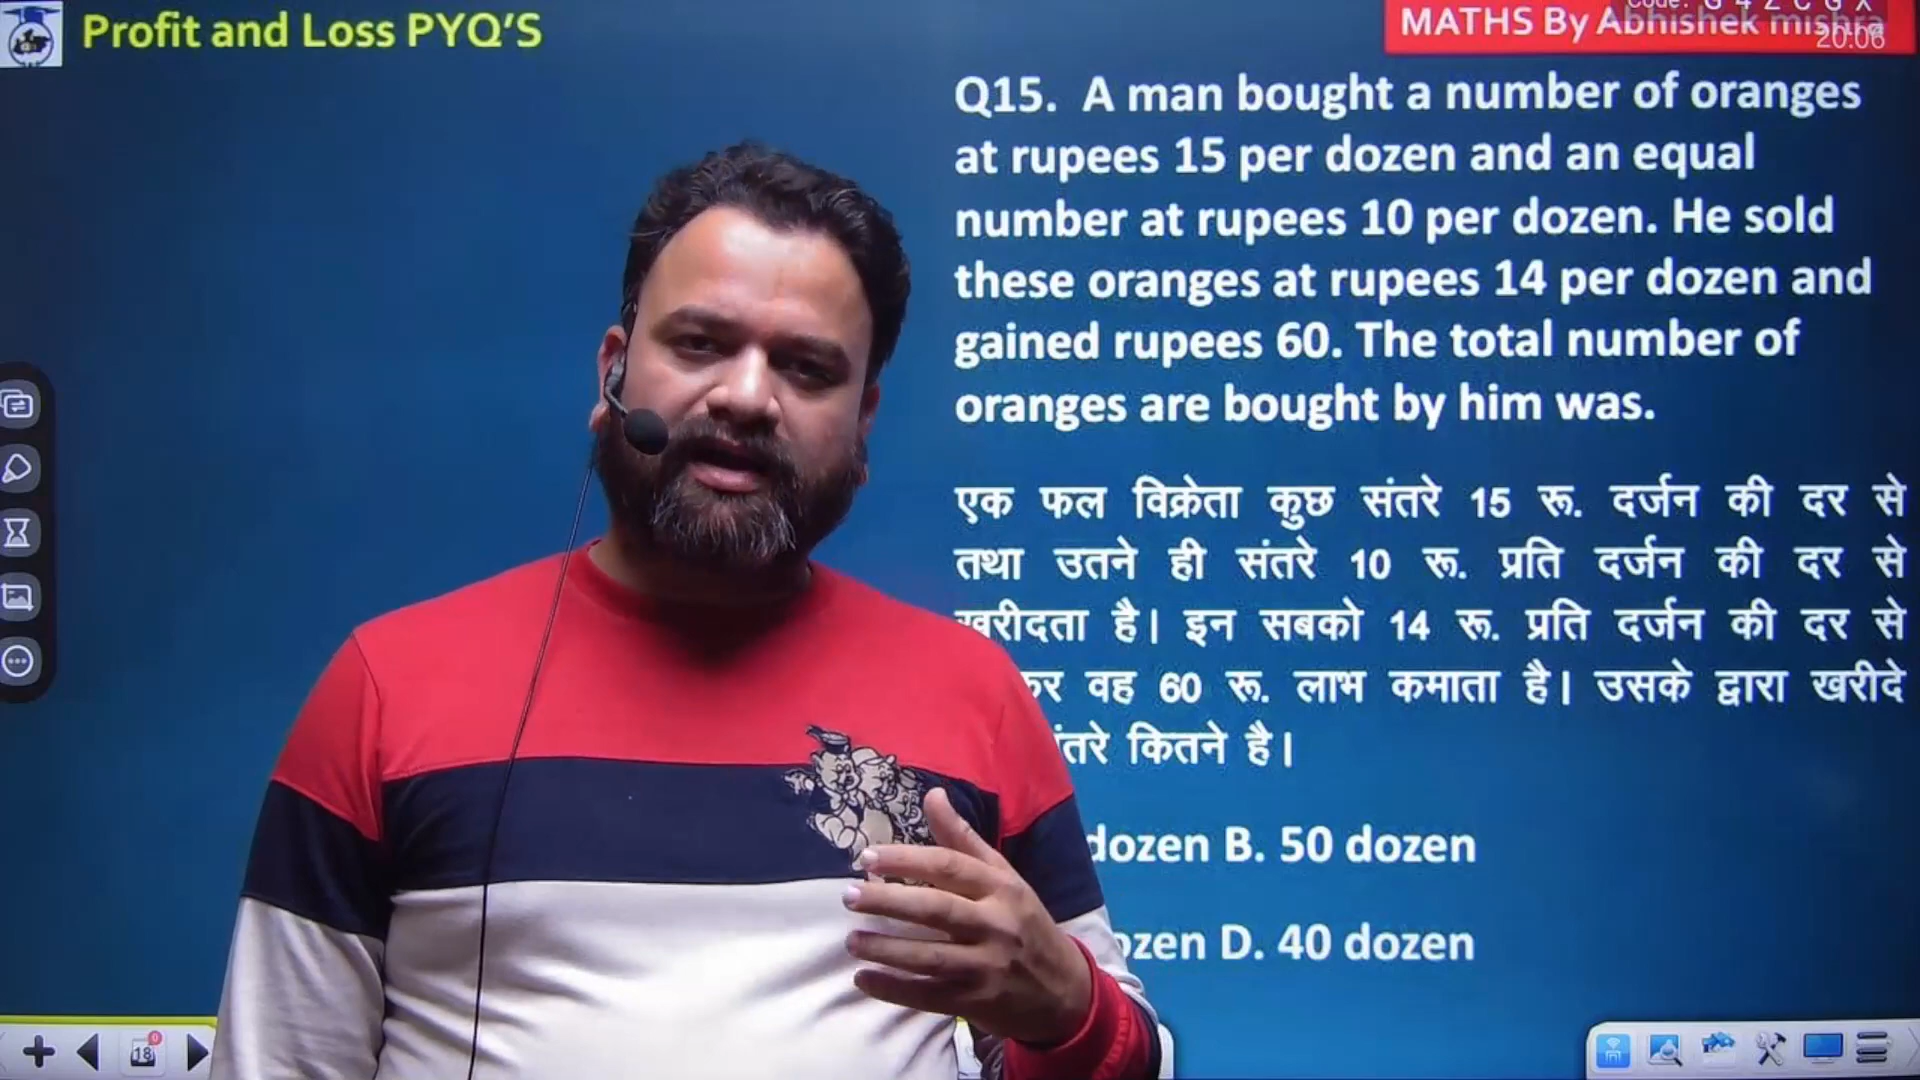 Profit and Loss PYQ'S
Code: G 4 Z C G X
MATHS By Abhishek mishra
20:06
Q15. A man bought a number of oranges
at rupees 15 per dozen and an equal
number at rupees 10 per dozen. He sold
these oranges at rupees 14 per dozen and
gained rupees 60. The total number of
oranges are bought by him was.
एक फल विक्रेता कुछ संतरे 15 रू. दर्जन की दर से
तथा उतने ही संतरे 10 रू. प्रति दर्जन की दर से
खरीदता है। इन सबको 14 रू. प्रति दर्जन की दर से
वह 60 रू. लाभ कमाता है। उसके द्वारा खरीदे
कितने है।
dozen B. 50 dozen
D. 40 dozen
18